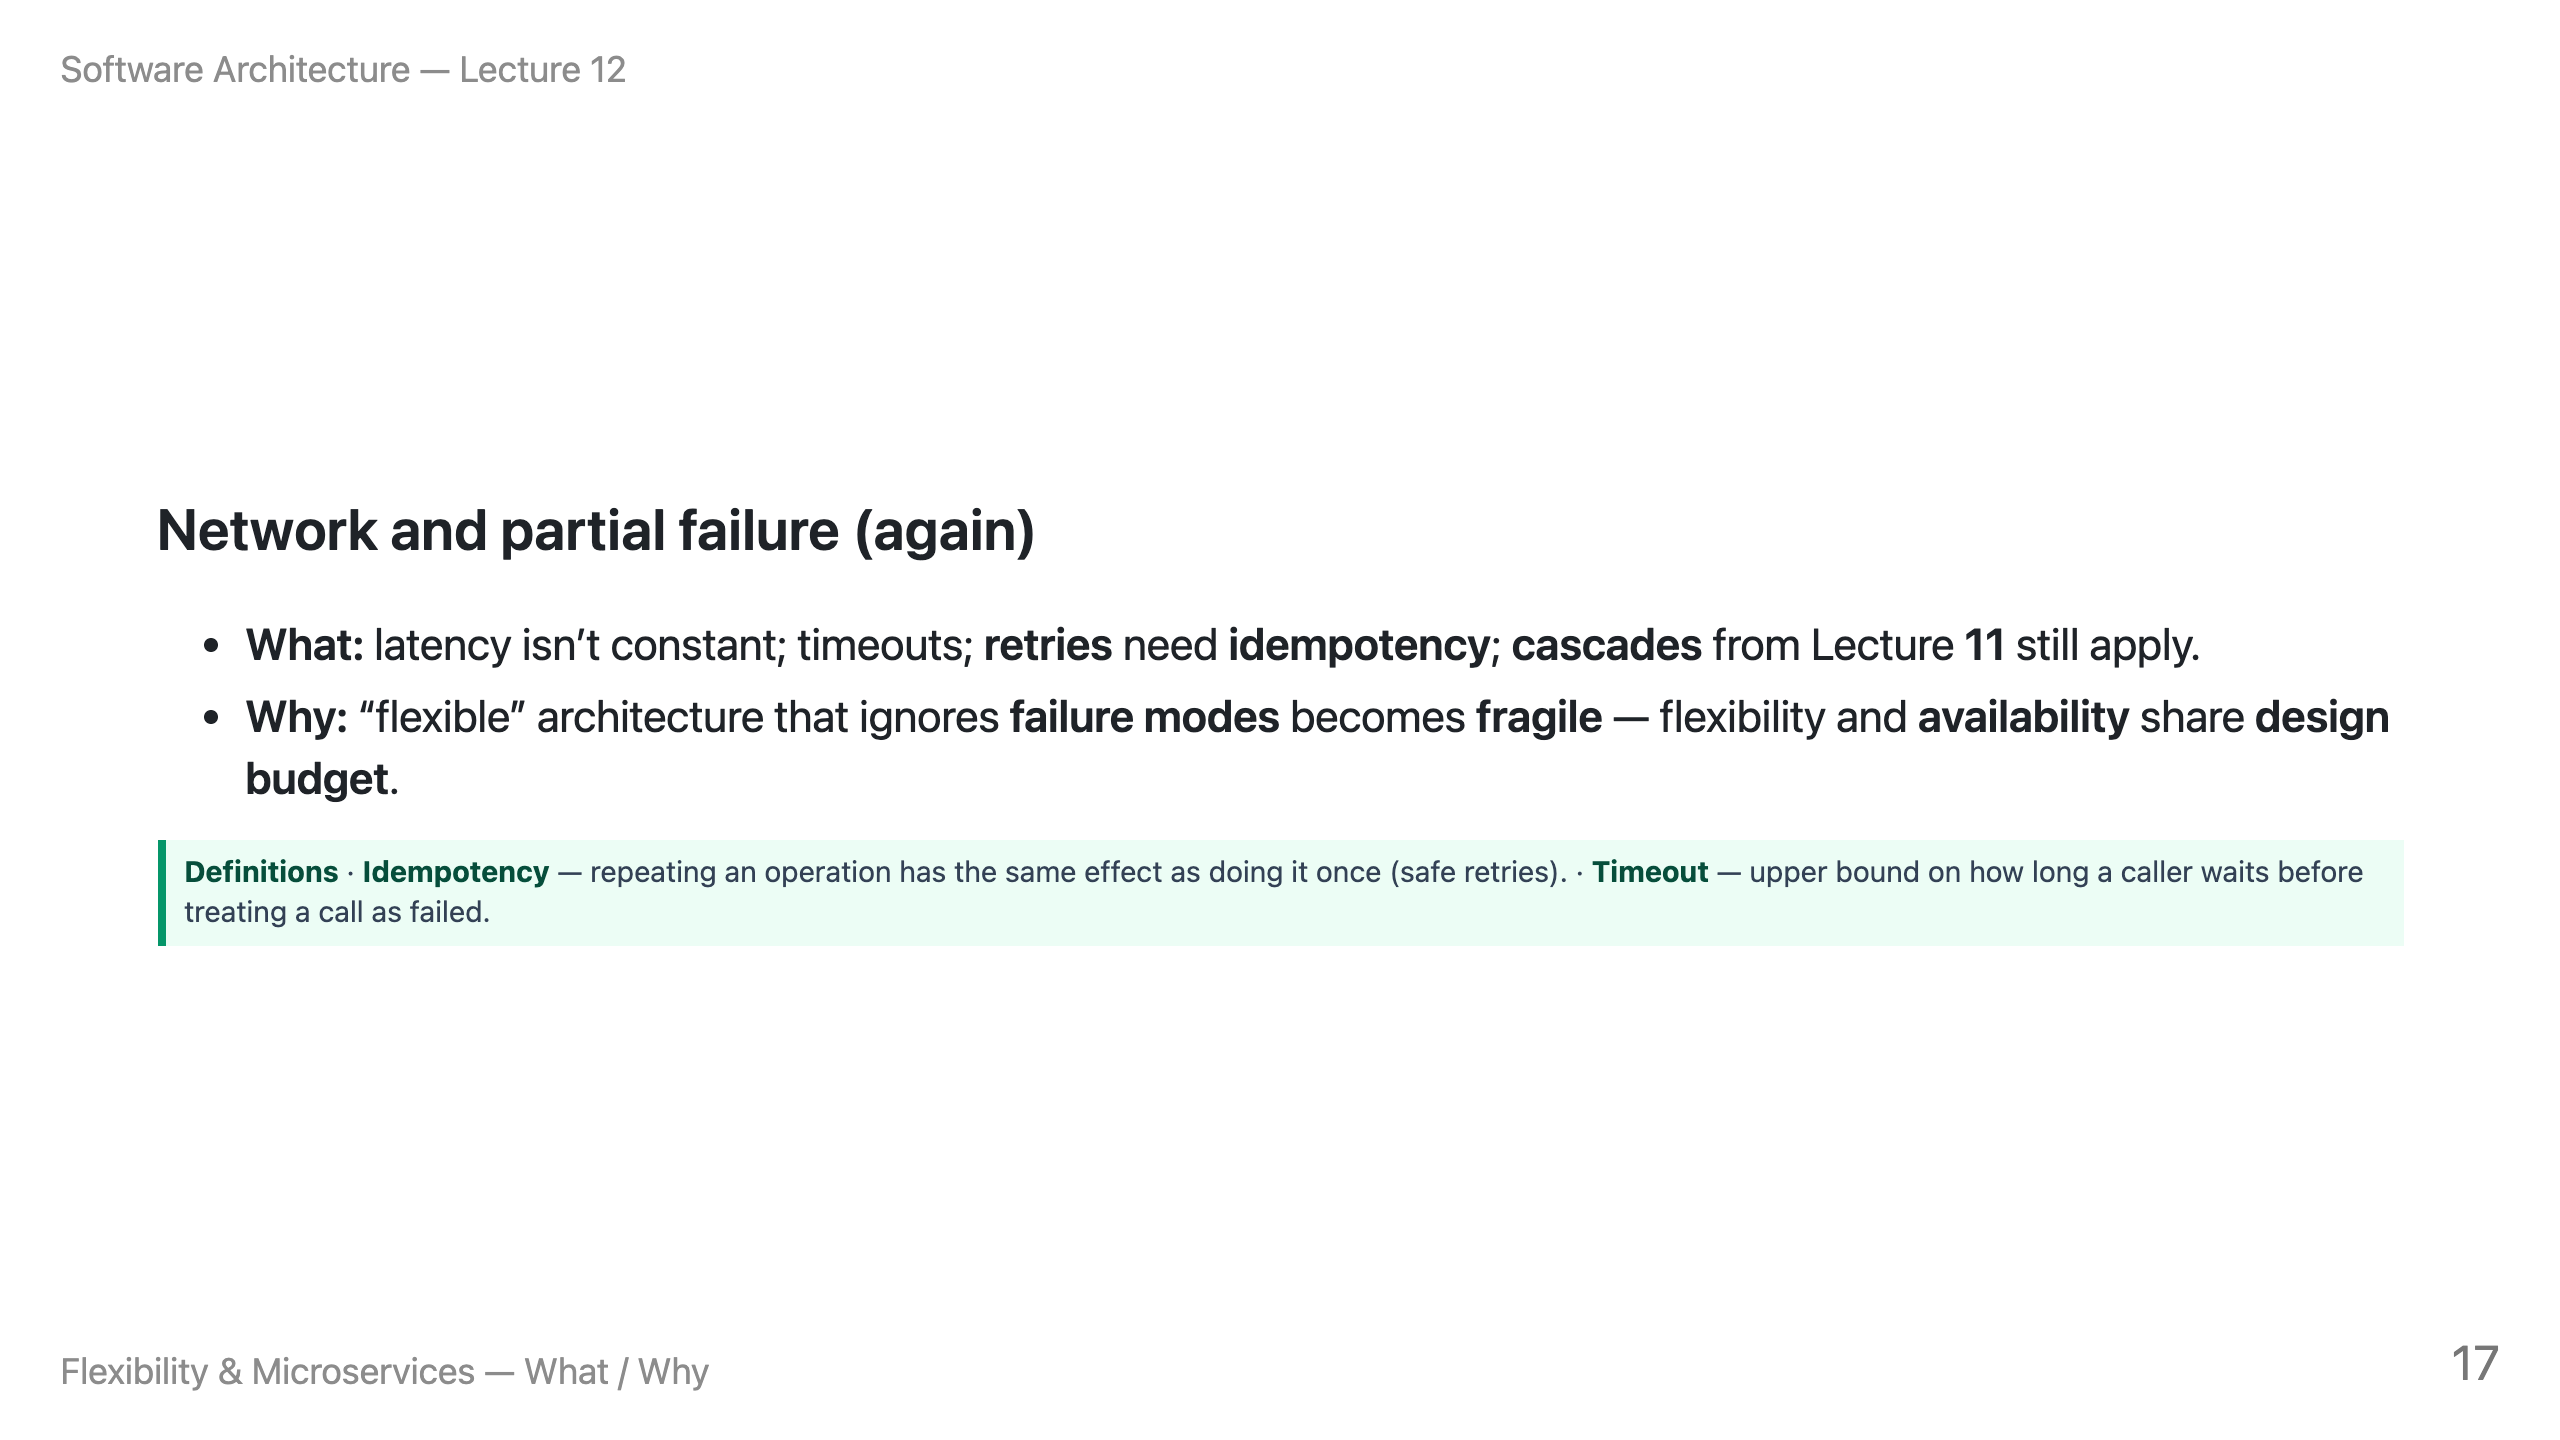 Software Architecture — Lecture 12
Network and partial failure (again)
• What: latency isn’t constant; timeouts; retries need idempotency; cascades from Lecture 11 still apply.
• Why: “flexible” architecture that ignores failure modes becomes fragile — flexibility and availability share design
budget.
Definitions · Idempotency — repeating an operation has the same effect as doing it once (safe retries). · Timeout — upper bound on how long a caller waits before
treating a call as failed.
Flexibility & Microservices — What / Why
17